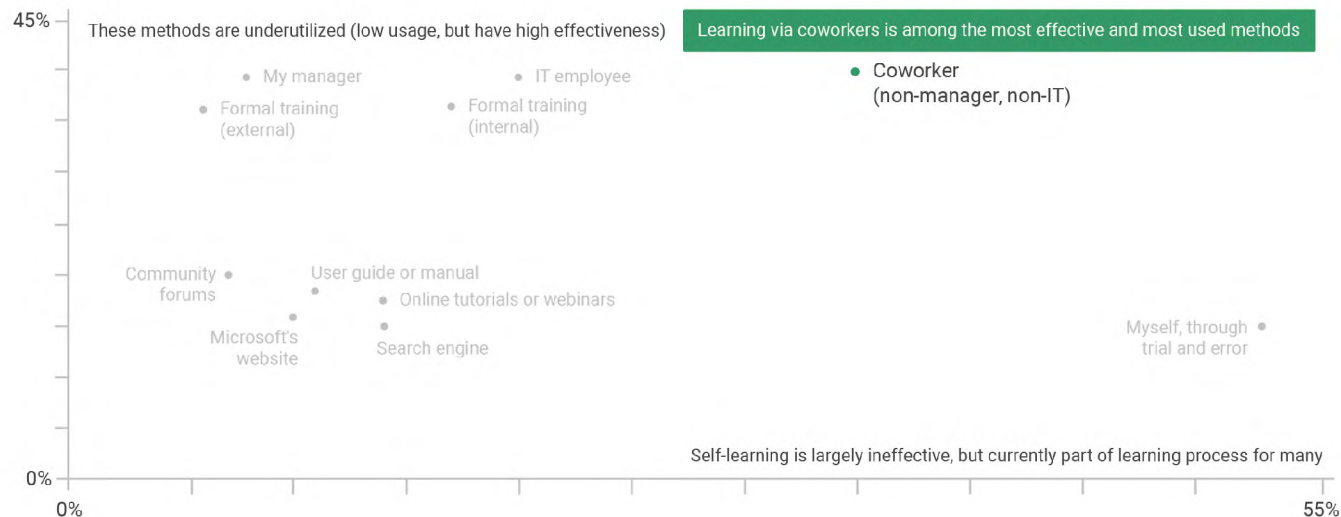 45%
These methods are underutilized (low usage, but have high effectiveness)
Learning via coworkers is among the most effective and most used methods
My manager
IT employee
Coworker
(non-manager, non-IT)
Formal training
(external)
Formal training
(internal)
Community
forums
User guide or manual
Online tutorials or webinars
Microsoft's
website
Search engine
Myself, through
trial and error
Self-learning is largely ineffective, but currently part of learning process for many
0%
0%
55%